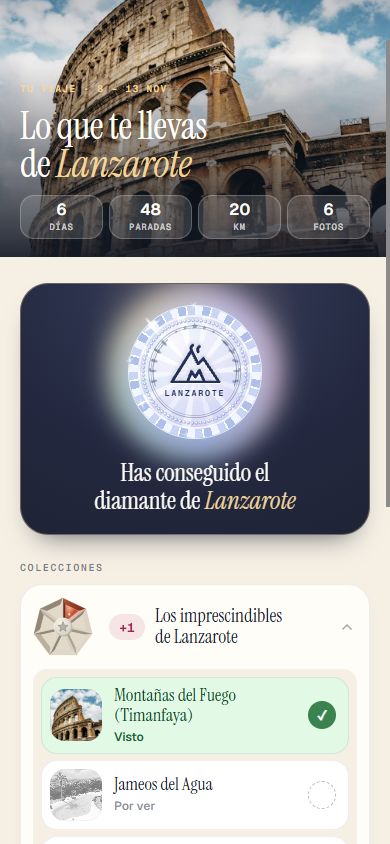 TU VIAJE · 8 – 13 NOV
Lo que te llevas
de Lanzarote
6
DÍAS
48
PARADAS
20
KM
6
FOTOS
LANZAROTE
Has conseguido el
diamante de Lanzarote
COLECCIONES
+1
Los imprescindibles
de Lanzarote
Montañas del Fuego
(Timanfaya)
Visto
Jameos del Agua
Por ver